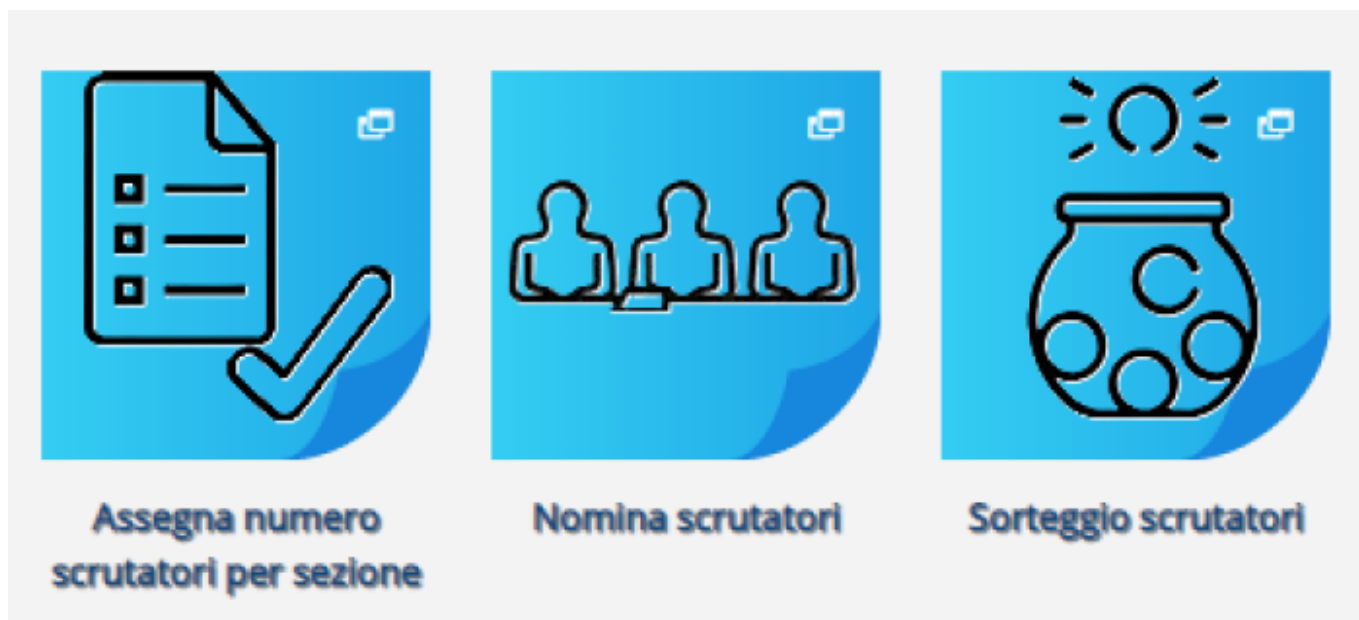 Assegna numero
scrutatori per sezione
Nomina scrutatori
Sorteggio scrutatori